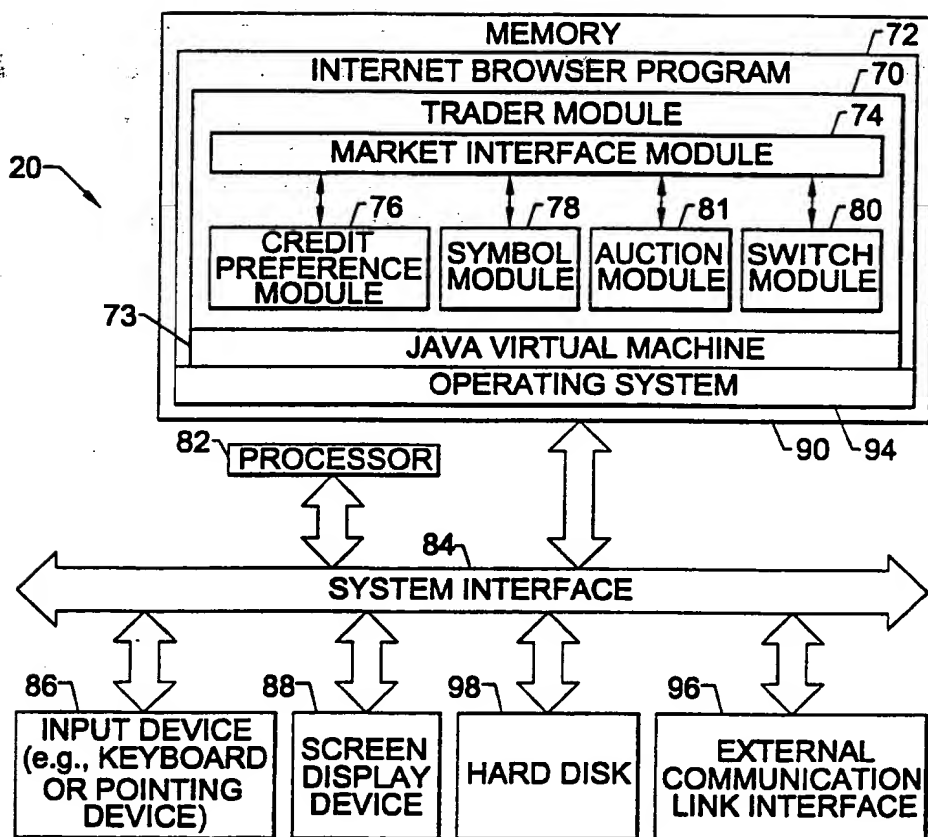 MEMORY
72
INTERNET BROWSER PROGRAM
70
TRADER MODULE
74
MARKET INTERFACE MODULE
20
76
78
81
80
CREDIT
PREFERENCE
MODULE
SYMBOL
MODULE
AUCTION
MODULE
SWITCH
MODULE
73
JAVA VIRTUAL MACHINE
OPERATING SYSTEM
82
PROCESSOR
90
94
84
SYSTEM INTERFACE
86
88
98
96
INPUT DEVICE
(e.g., KEYBOARD
OR POINTING
DEVICE)
SCREEN
DISPLAY
DEVICE
HARD DISK
EXTERNAL
COMMUNICATION
LINK INTERFACE